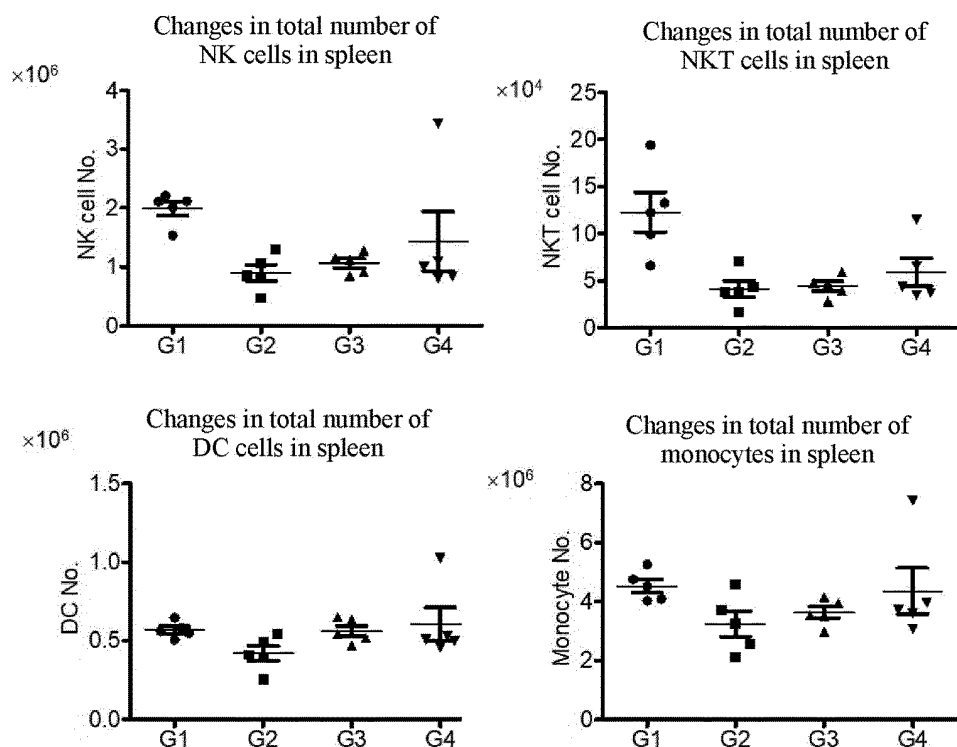 Changes in total number of
NK cells in spleen
×10⁶
NK cell No.
4
3
2
1
0
G1 G2 G3 G4
Changes in total number of
NKT cells in spleen
×10⁴
NKT cell No.
25
20
15
10
5
0
G1 G2 G3 G4
Changes in total number of
DC cells in spleen
×10⁶
DC No.
1.5
1.0
0.5
0.0
G1 G2 G3 G4
Changes in total number of
monocytes in spleen
×10⁶
Monocyte No.
8
6
4
2
0
G1 G2 G3 G4